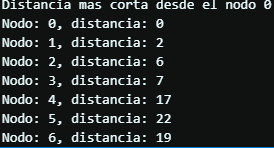 Distancia mas corta desde el nodo 0
Nodo: 0, distancia: 0
Nodo: 1, distancia: 2
Nodo: 2, distancia: 6
Nodo: 3, distancia: 7
Nodo: 4, distancia: 17
Nodo: 5, distancia: 22
Nodo: 6, distancia: 19